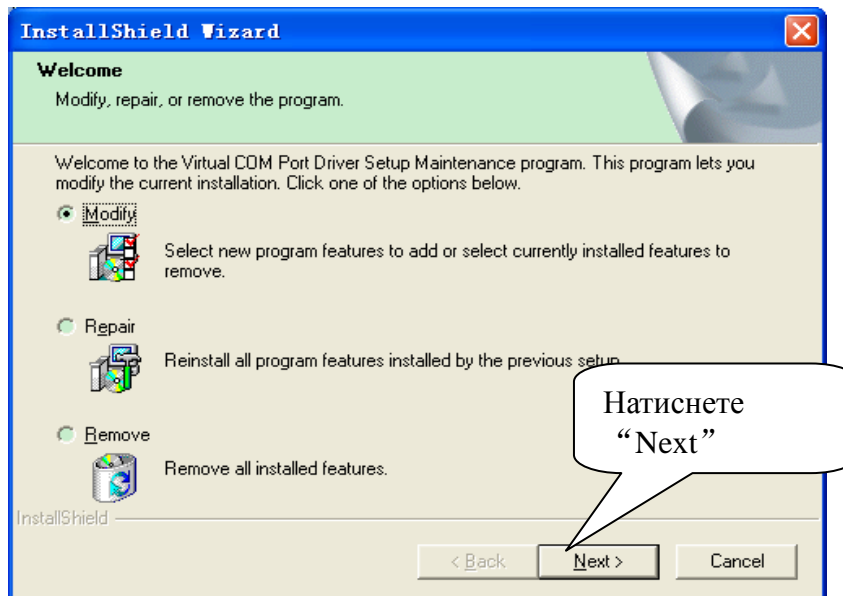 InstallShield Wizard
Welcome
Modify, repair, or remove the program.
Welcome to the Virtual COM Port Driver Setup Maintenance program. This program lets you
modify the current installation. Click one of the options below.
Modify
Select new program features to add or select currently installed features to
remove.
Repair
Reinstall all program features installed by the previous setup.
Натиснете
“Next”
Remove
Remove all installed features.
InstallShield
< Back
Next >
Cancel